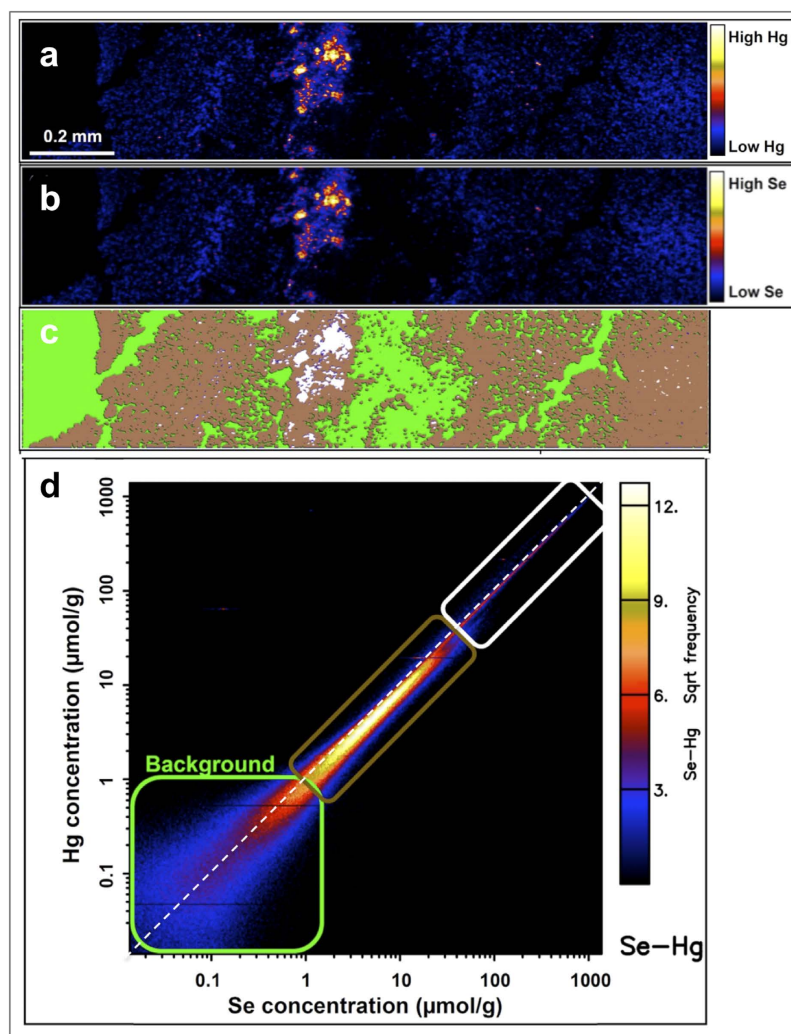 a
High Hg
0.2 mm
Low Hg
b
High Se
Low Se
c
d
1000
100
10
1
0.1
Hg concentration (µmol/g)
Background
0.1
1
10
100
1000
Se concentration (µmol/g)
12.
9.
6.
3.
Se-Hg Sqrt frequency
Se-Hg